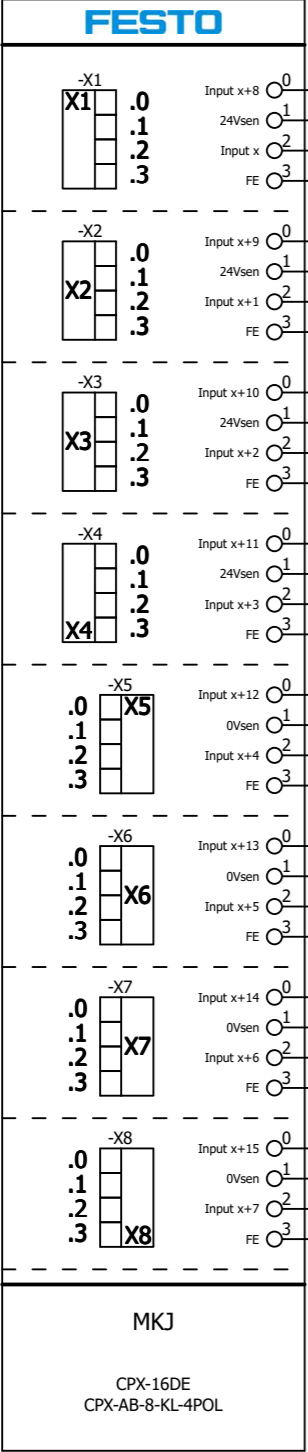 FESTO
-X1
X1
.0
.1
.2
.3
Input x+8 0
24Vsen 1
Input x 2
FE 3
-X2
X2
.0
.1
.2
.3
Input x+9 0
24Vsen 1
Input x+1 2
FE 3
-X3
X3
.0
.1
.2
.3
Input x+10 0
24Vsen 1
Input x+2 2
FE 3
-X4
X4
.0
.1
.2
.3
Input x+11 0
24Vsen 1
Input x+3 2
FE 3
-X5
.0
.1
.2
.3
X5
Input x+12 0
0Vsen 1
Input x+4 2
FE 3
-X6
.0
.1
.2
.3
X6
Input x+13 0
0Vsen 1
Input x+5 2
FE 3
-X7
.0
.1
.2
.3
X7
Input x+14 0
0Vsen 1
Input x+6 2
FE 3
-X8
.0
.1
.2
.3
X8
Input x+15 0
0Vsen 1
Input x+7 2
FE 3
MKJ
CPX-16DE
CPX-AB-8-KL-4POL